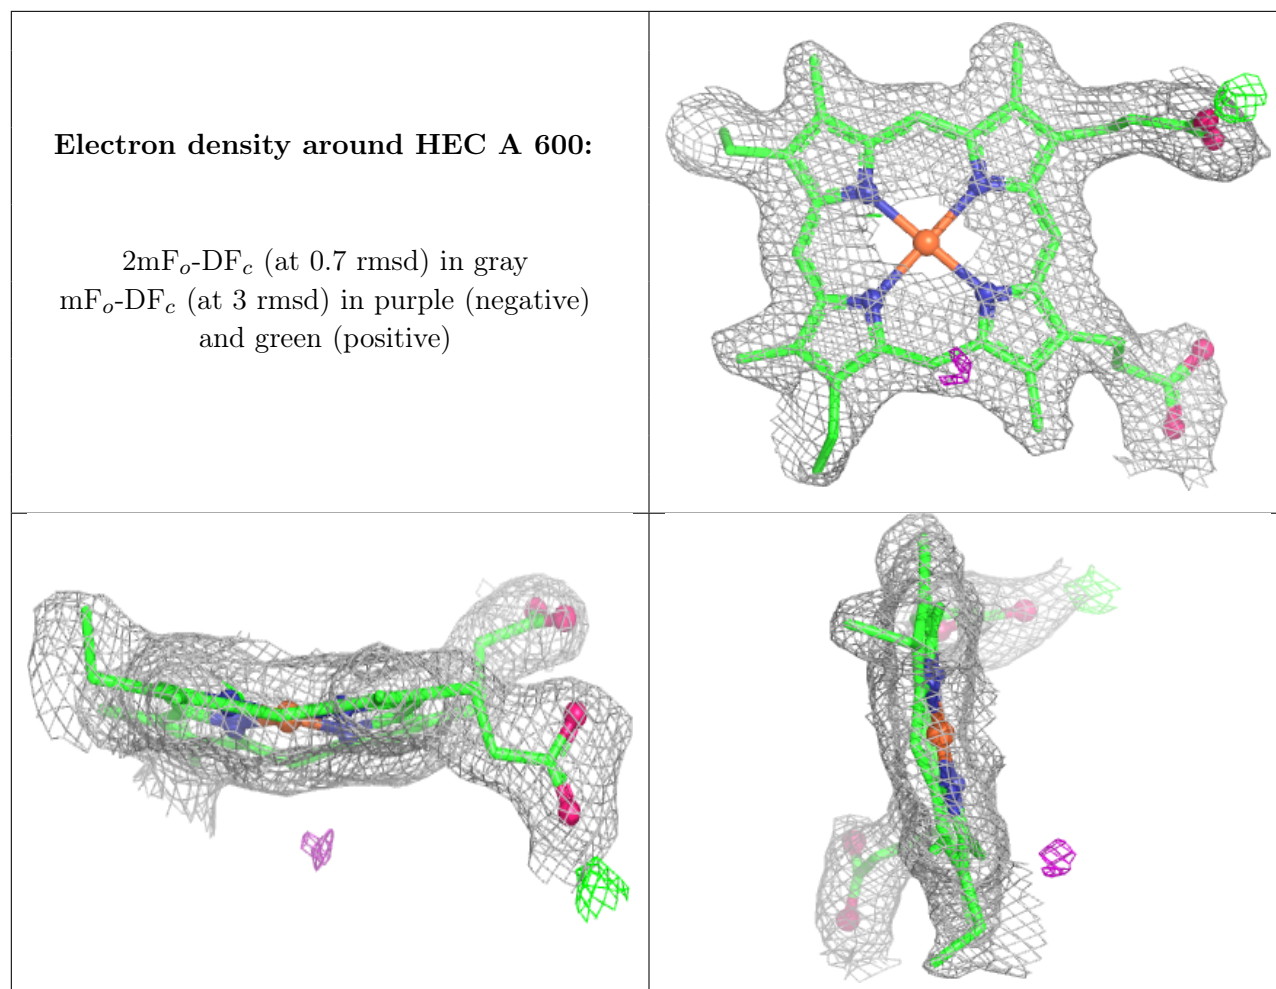 Electron density around HEC A 600:
2mFo-DFc (at 0.7 rmsd) in gray
mFo-DFc (at 3 rmsd) in purple (negative)
and green (positive)